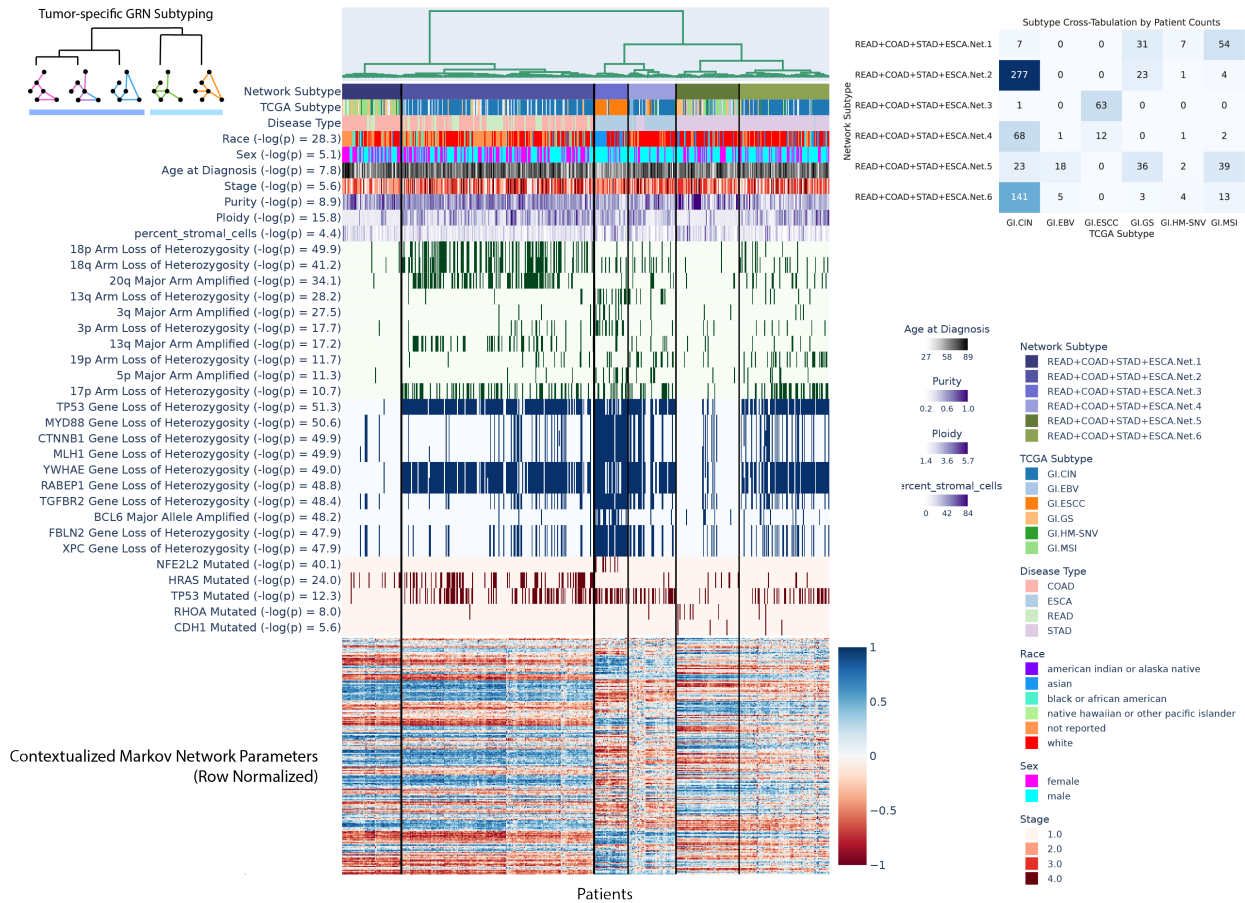 Tumor-specific GRN Subtyping
Network Subtype
TCGA Subtype
Disease Type
Race (-log(p) = 28.3)
Sex (-log(p) = 5.1)
Age at Diagnosis (-log(p) = 7.8)
Stage (-log(p) = 5.6)
Purity (-log(p) = 8.9)
Ploidy (-log(p) = 15.8)
percent_stromal_cells (-log(p) = 4.4)
18p Arm Loss of Heterozygosity (-log(p) = 49.9)
18q Arm Loss of Heterozygosity (-log(p) = 41.2)
20q Major Arm Amplified (-log(p) = 34.1)
13q Arm Loss of Heterozygosity (-log(p) = 28.2)
3q Major Arm Amplified (-log(p) = 27.5)
3p Arm Loss of Heterozygosity (-log(p) = 17.7)
13q Major Arm Amplified (-log(p) = 17.2)
19p Arm Loss of Heterozygosity (-log(p) = 11.7)
5p Major Arm Amplified (-log(p) = 11.3)
17p Arm Loss of Heterozygosity (-log(p) = 10.7)
TP53 Gene Loss of Heterozygosity (-log(p) = 51.3)
MYD88 Gene Loss of Heterozygosity (-log(p) = 50.6)
CTNNB1 Gene Loss of Heterozygosity (-log(p) = 49.9)
MLH1 Gene Loss of Heterozygosity (-log(p) = 49.9)
YWHAE Gene Loss of Heterozygosity (-log(p) = 49.0)
RABEP1 Gene Loss of Heterozygosity (-log(p) = 48.8)
TGFBR2 Gene Loss of Heterozygosity (-log(p) = 48.4)
BCL6 Major Allele Amplified (-log(p) = 48.2)
FBLN2 Gene Loss of Heterozygosity (-log(p) = 47.9)
XPC Gene Loss of Heterozygosity (-log(p) = 47.9)
NFE2L2 Mutated (-log(p) = 40.1)
HRAS Mutated (-log(p) = 24.0)
TP53 Mutated (-log(p) = 12.3)
RHOA Mutated (-log(p) = 8.0)
CDH1 Mutated (-log(p) = 5.6)
Contextualized Markov Network Parameters
(Row Normalized)
Patients
1
0.5
0
−0.5
−1
Subtype Cross-Tabulation by Patient Counts
Network Subtype
READ+COAD+STAD+ESCA.Net.1 7 0 0 31 7 54
READ+COAD+STAD+ESCA.Net.2 277 0 0 23 1 4
READ+COAD+STAD+ESCA.Net.3 1 0 63 0 0 0
READ+COAD+STAD+ESCA.Net.4 68 1 12 0 1 2
READ+COAD+STAD+ESCA.Net.5 23 18 0 36 2 39
READ+COAD+STAD+ESCA.Net.6 141 5 0 3 4 13
GI.CIN GI.EBV GI.ESCC GI.GS GI.HM-SNV GI.MSI
TCGA Subtype
Age at Diagnosis
27 58 89
Purity
0.2 0.6 1.0
Ploidy
1.4 3.6 5.7
ercent_stromal_cells
0 42 84
Network Subtype
READ+COAD+STAD+ESCA.Net.1
READ+COAD+STAD+ESCA.Net.2
READ+COAD+STAD+ESCA.Net.3
READ+COAD+STAD+ESCA.Net.4
READ+COAD+STAD+ESCA.Net.5
READ+COAD+STAD+ESCA.Net.6
TCGA Subtype
GI.CIN
GI.EBV
GI.ESCC
GI.GS
GI.HM-SNV
GI.MSI
Disease Type
COAD
ESCA
READ
STAD
Race
american indian or alaska native
asian
black or african american
native hawaiian or other pacific islander
not reported
white
Sex
female
male
Stage
1.0
2.0
3.0
4.0